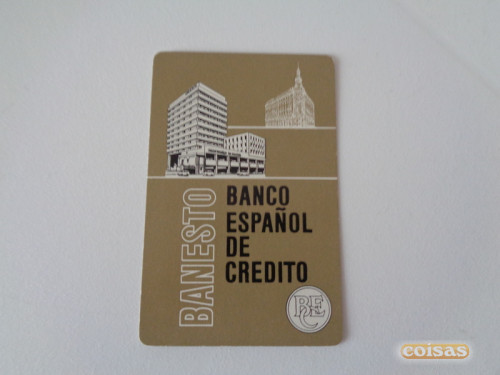 BANESTO
BANCO
ESPAÑOL
DE
CREDITO
BEC
coisas